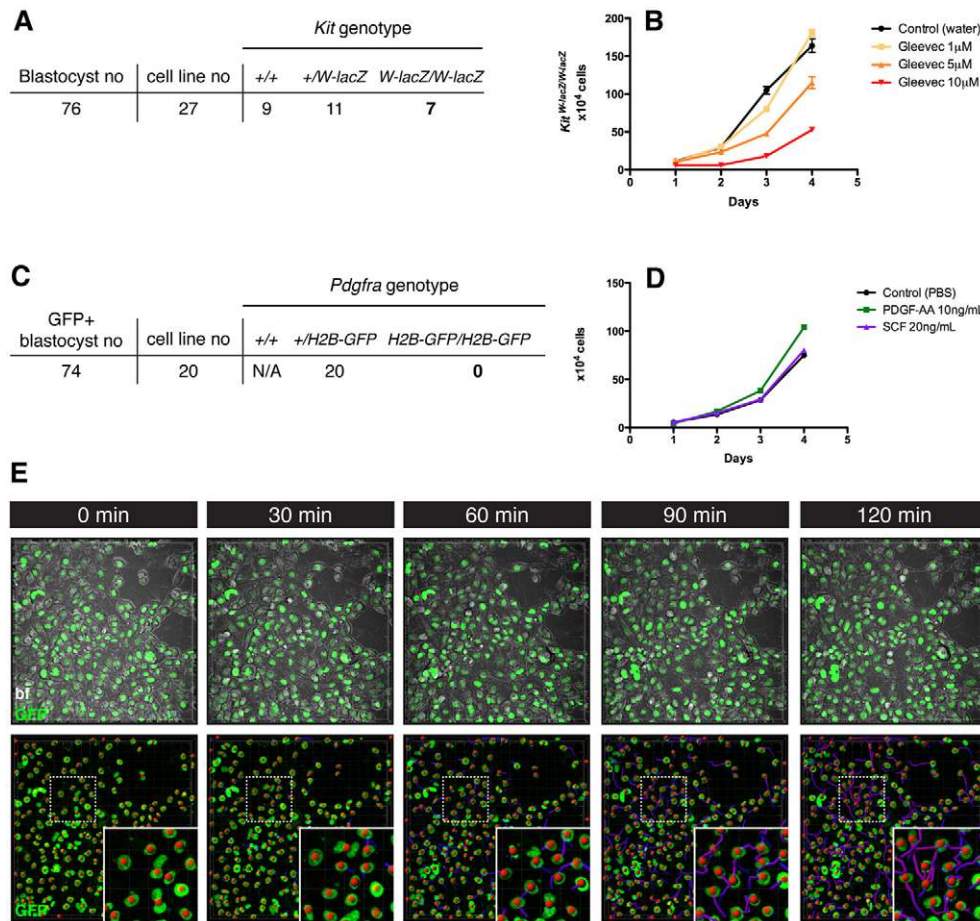 A
Kit genotype
Blastocyst no cell line no +/+ +/W-lacZ W-lacZ/W-lacZ
76 27 9 11 7
B
Kit W-lacZ/W-lacZ
x10⁴ cells
200
150
100
50
0
0 1 2 3 4 5
Days
Control (water)
Gleevec 1µM
Gleevec 5µM
Gleevec 10µM
C
Pdgfra genotype
GFP+
blastocyst no cell line no +/+ +/H2B-GFP H2B-GFP/H2B-GFP
74 20 N/A 20 0
D
x10⁴ cells
150
100
50
0
0 1 2 3 4 5
Days
Control (PBS)
PDGF-AA 10ng/mL
SCF 20ng/mL
E
0 min 30 min 60 min 90 min 120 min
bf
GFP
GFP